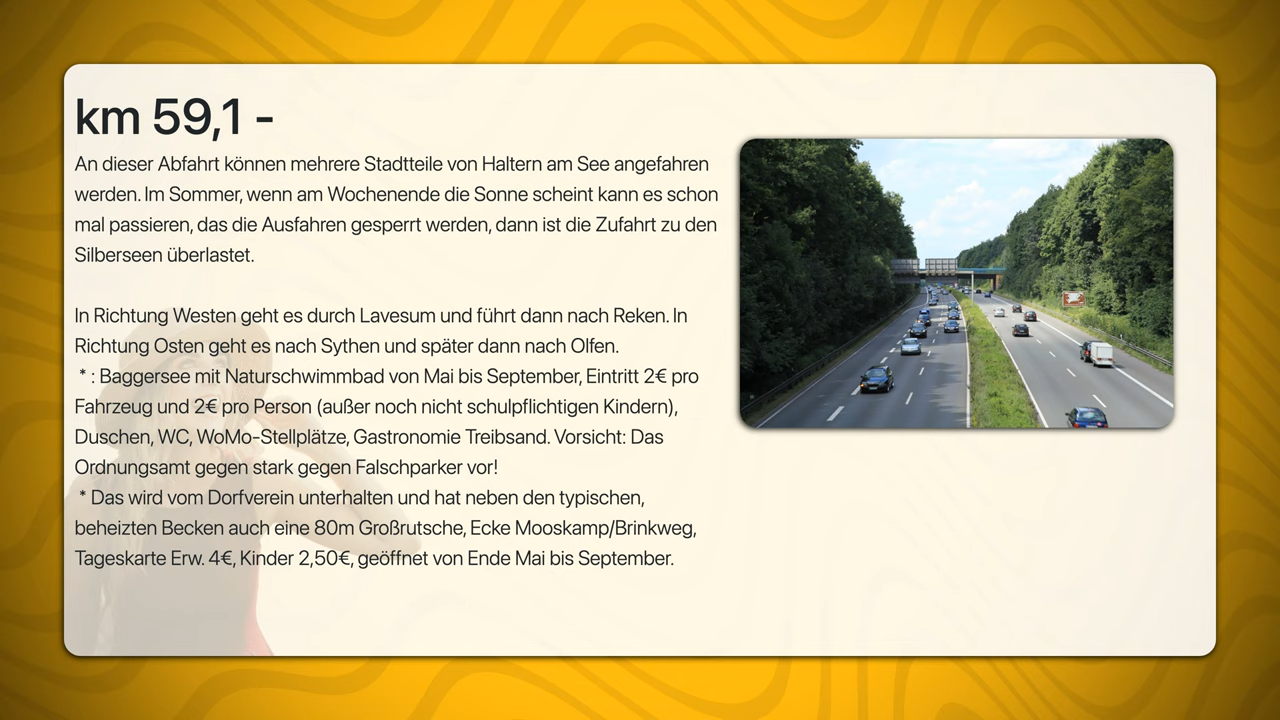 km 59,1 -
An dieser Abfahrt können mehrere Stadtteile von Haltern am See angefahren
werden. Im Sommer, wenn am Wochenende die Sonne scheint kann es schon
mal passieren, das die Ausfahren gesperrt werden, dann ist die Zufahrt zu den
Silberseen überlastet.
In Richtung Westen geht es durch Lavesum und führt dann nach Reken. In
Richtung Osten geht es nach Sythen und später dann nach Olfen.
* : Baggersee mit Naturschwimmbad von Mai bis September, Eintritt 2€ pro
Fahrzeug und 2€ pro Person (außer noch nicht schulpflichtigen Kindern),
Duschen, WC, WoMo-Stellplätze, Gastronomie Treibsand. Vorsicht: Das
Ordnungsamt gegen stark gegen Falschparker vor!
* Das wird vom Dorfverein unterhalten und hat neben den typischen,
beheizten Becken auch eine 80m Großrutsche, Ecke Mooskamp/Brinkweg,
Tageskarte Erw. 4€, Kinder 2,50€, geöffnet von Ende Mai bis September.